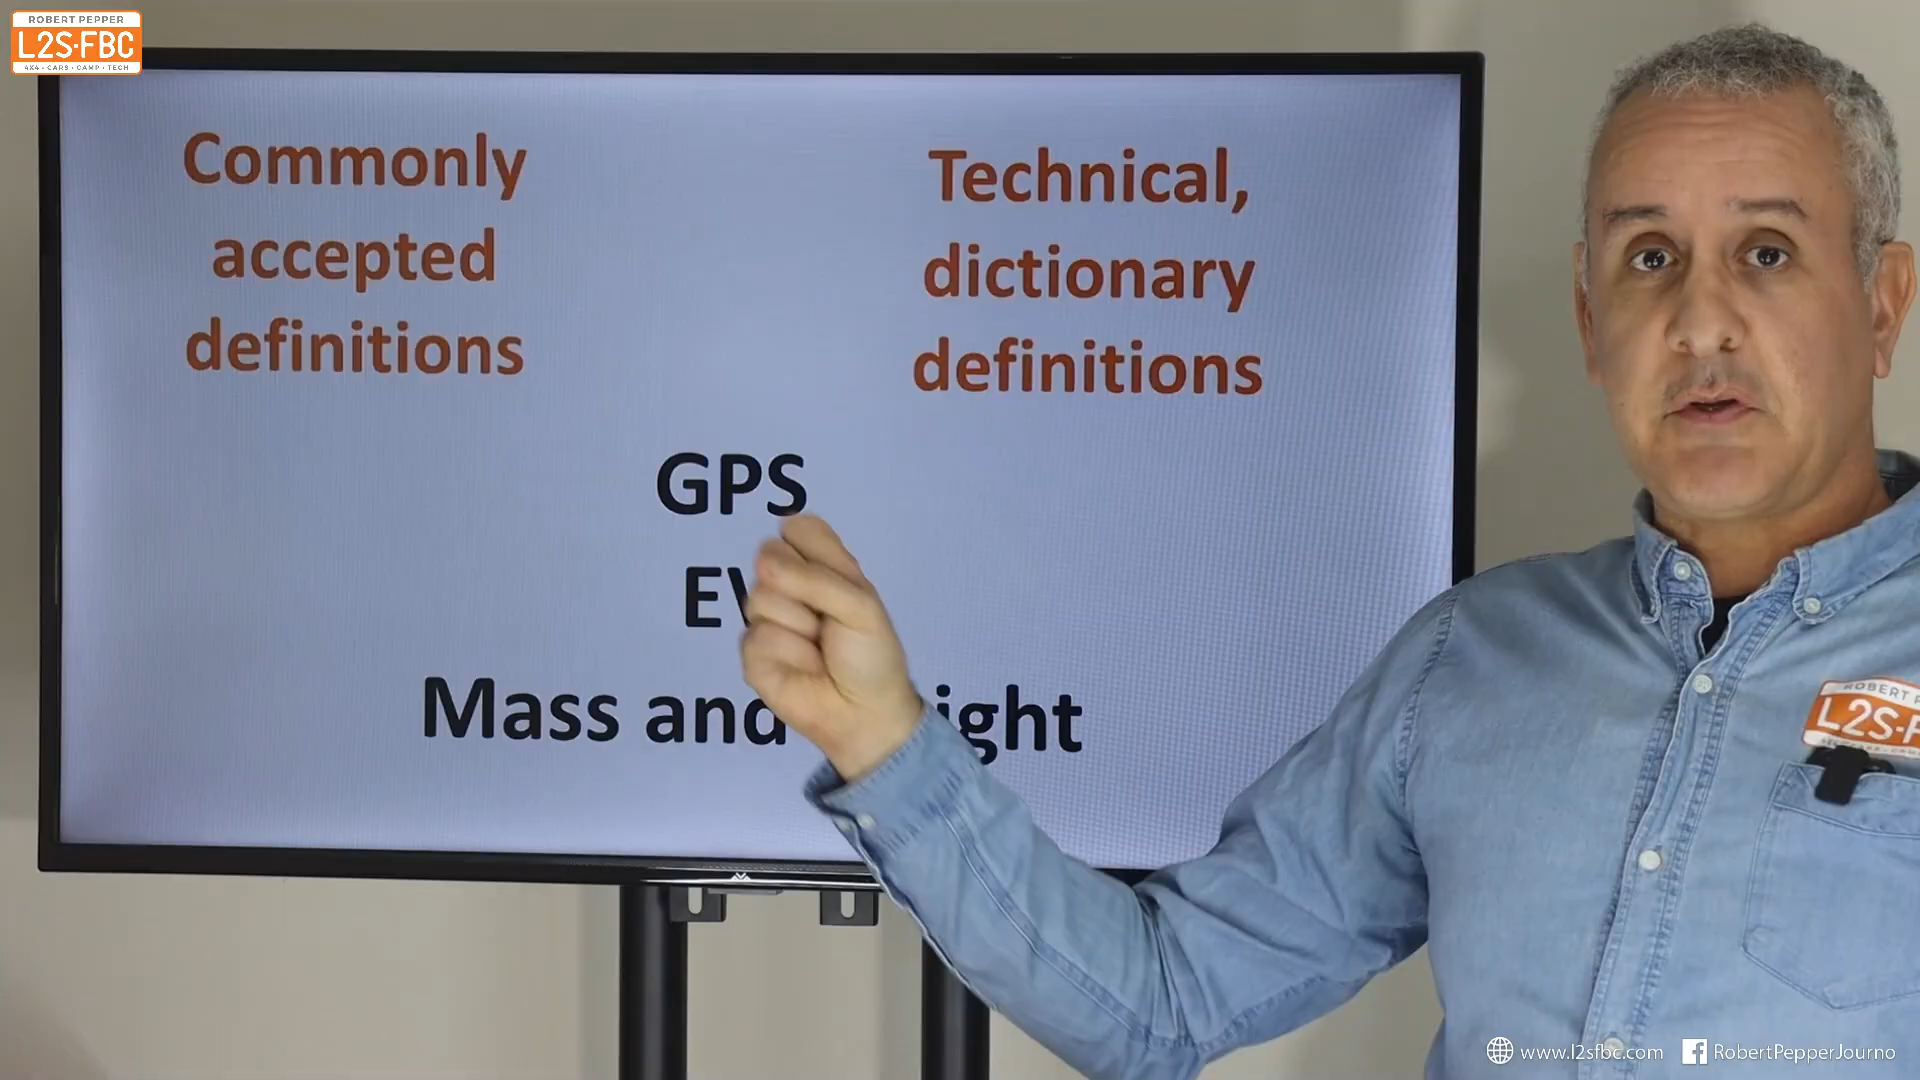 ROBERT PEPPER
L2S-FBC
4X4 • CARS • CAMP • TECH
Commonly
accepted
definitions
Technical,
dictionary
definitions
GPS
EV
Mass and ight
ROBERT P
L2S-F
www.l2sfbc.com
RobertPepperJourno